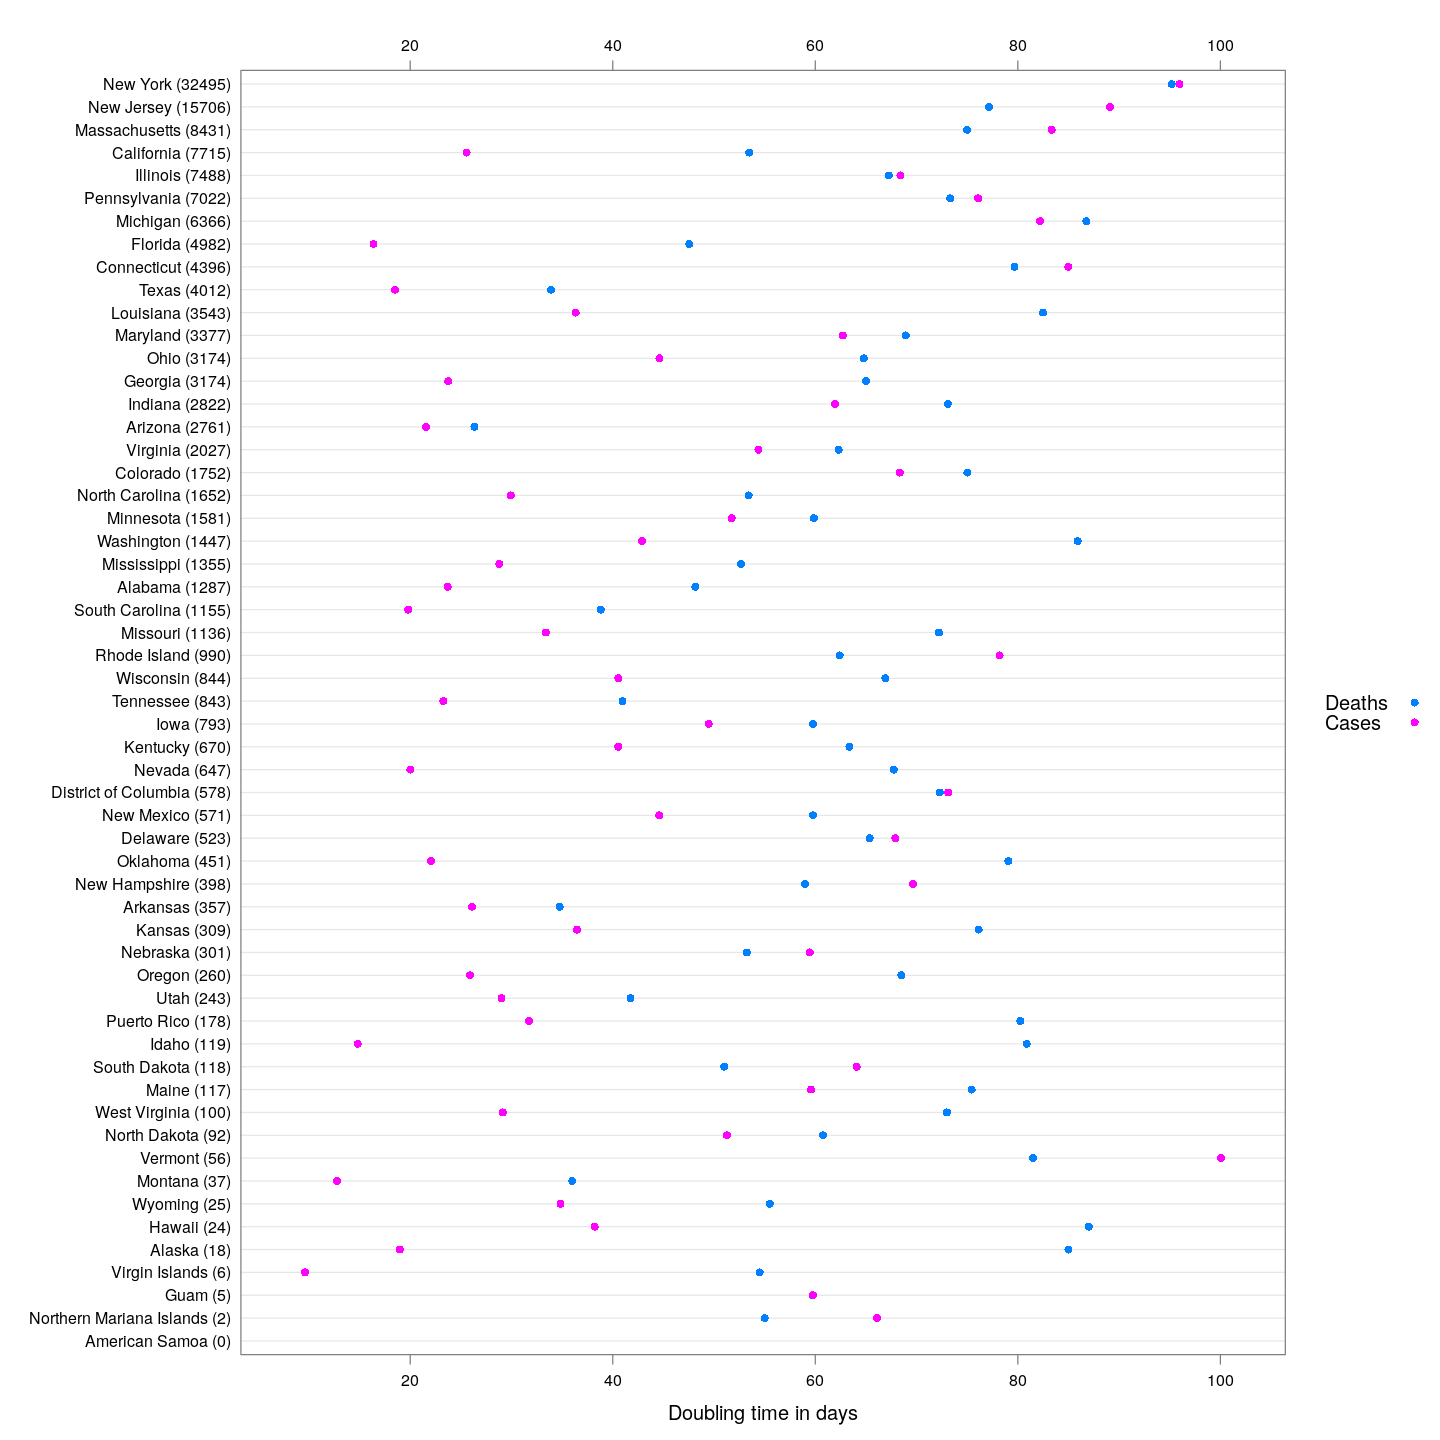 20 40 60 80 100
New York (32495)
New Jersey (15706)
Massachusetts (8431)
California (7715)
Illinois (7488)
Pennsylvania (7022)
Michigan (6366)
Florida (4982)
Connecticut (4396)
Texas (4012)
Louisiana (3543)
Maryland (3377)
Ohio (3174)
Georgia (3174)
Indiana (2822)
Arizona (2761)
Virginia (2027)
Colorado (1752)
North Carolina (1652)
Minnesota (1581)
Washington (1447)
Mississippi (1355)
Alabama (1287)
South Carolina (1155)
Missouri (1136)
Rhode Island (990)
Wisconsin (844)
Tennessee (843)
Iowa (793)
Kentucky (670)
Nevada (647)
District of Columbia (578)
New Mexico (571)
Delaware (523)
Oklahoma (451)
New Hampshire (398)
Arkansas (357)
Kansas (309)
Nebraska (301)
Oregon (260)
Utah (243)
Puerto Rico (178)
Idaho (119)
South Dakota (118)
Maine (117)
West Virginia (100)
North Dakota (92)
Vermont (56)
Montana (37)
Wyoming (25)
Hawaii (24)
Alaska (18)
Virgin Islands (6)
Guam (5)
Northern Mariana Islands (2)
American Samoa (0)
20 40 60 80 100
Doubling time in days
Deaths
Cases